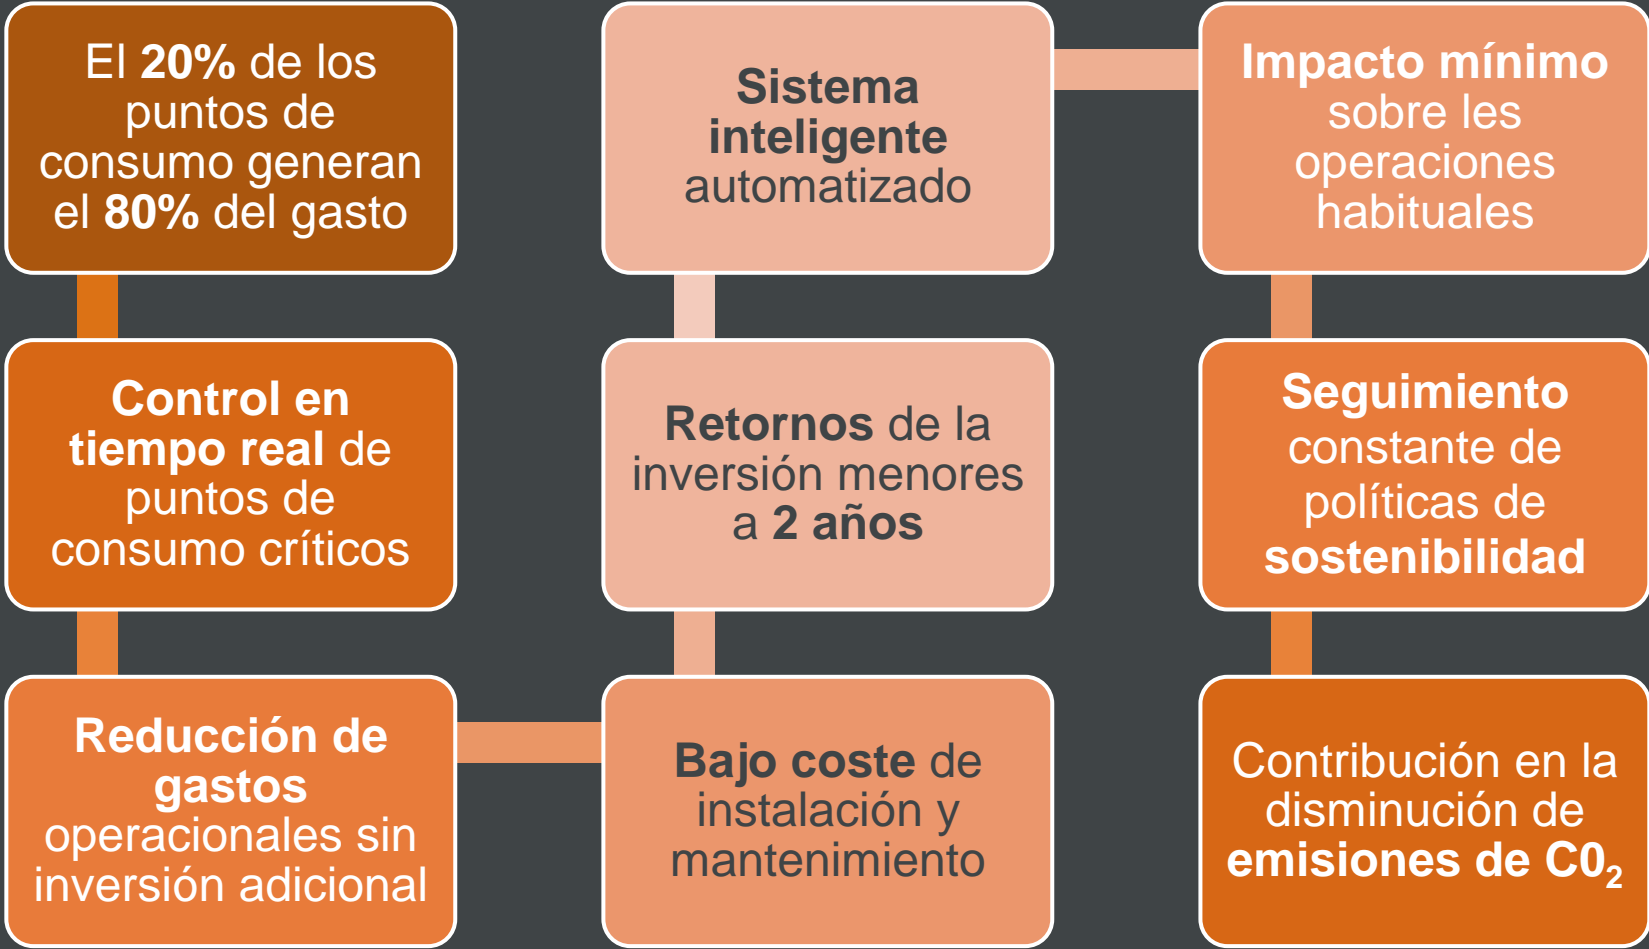 El 20% de los
puntos de
consumo generan
el 80% del gasto
Control en
tiempo real de
puntos de
consumo críticos
Reducción de
gastos
operacionales sin
inversión adicional
Bajo coste de
instalación y
mantenimiento
Retornos de la
inversión menores
a 2 años
Sistema
inteligente
automatizado
Impacto mínimo
sobre les
operaciones
habituales
Seguimiento
constante de
políticas de
sostenibilidad
Contribución en la
disminución de
emisiones de C0₂